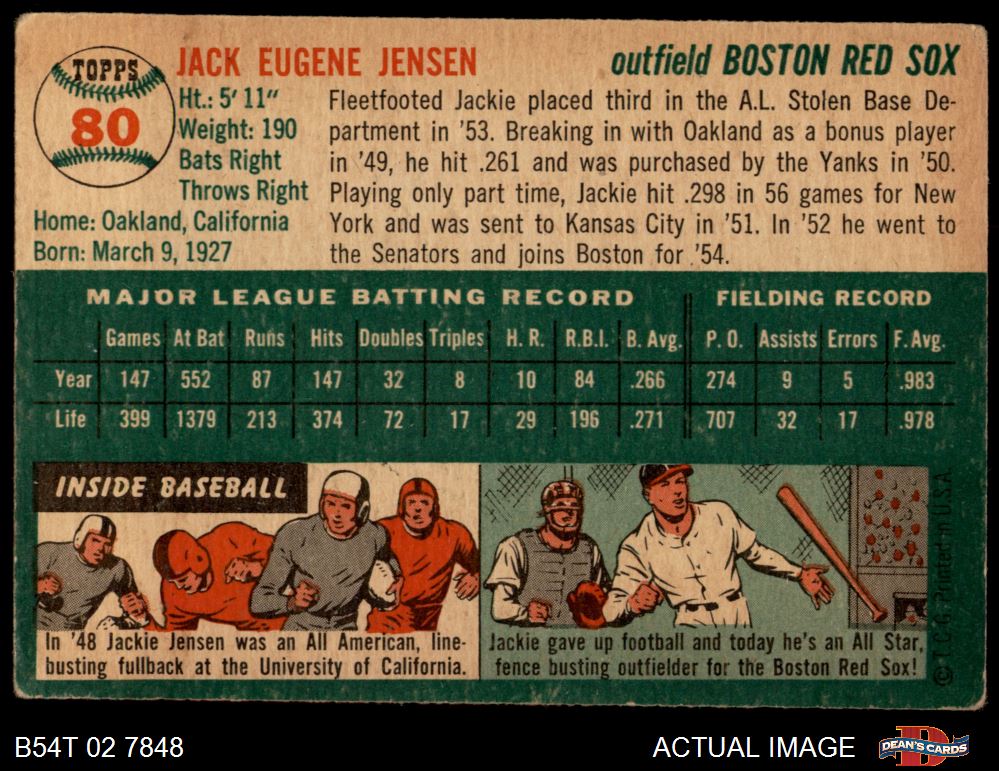 TOPPS
80
JACK EUGENE JENSEN
outfield BOSTON RED SOX
Ht.: 5' 11"
Weight: 190
Bats Right
Throws Right
Home: Oakland, California
Born: March 9, 1927
Fleetfooted Jackie placed third in the A.L. Stolen Base De-
partment in '53. Breaking in with Oakland as a bonus player
in '49, he hit .261 and was purchased by the Yanks in '50.
Playing only part time, Jackie hit .298 in 56 games for New
York and was sent to Kansas City in '51. In '52 he went to
the Senators and joins Boston for '54.
MAJOR LEAGUE BATTING RECORD FIELDING RECORD
Games At Bat Runs Hits Doubles Triples H. R. R.B.I. B. Avg. P. O. Assists Errors F. Avg.
Year 147 552 87 147 32 8 10 84 .266 274 9 5 .983
Life 399 1379 213 374 72 17 29 196 .271 707 32 17 .978
INSIDE BASEBALL
In '48 Jackie Jensen was an All American, line-
busting fullback at the University of California.
Jackie gave up football and today he's an All Star,
fence busting outfielder for the Boston Red Sox!
© T.C.G. Printed in U.S.A.
B54T 02 7848
ACTUAL IMAGE
D
DEAN'S CARDS